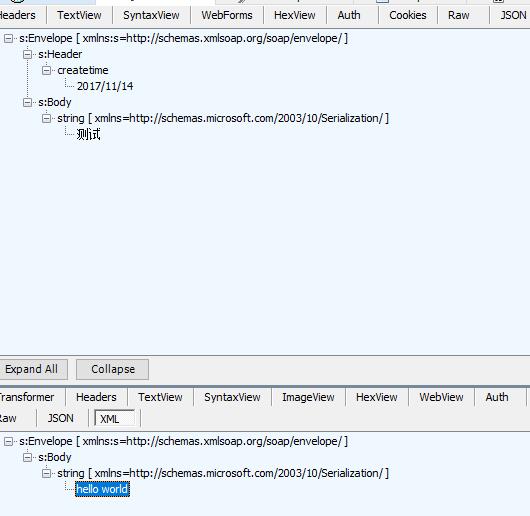 Headers TextView SyntaxView WebForms HexView Auth Cookies Raw JSON
s:Envelope [ xmlns:s=http://schemas.xmlsoap.org/soap/envelope/ ]
s:Header
createtime
2017/11/14
s:Body
string [ xmlns=http://schemas.microsoft.com/2003/10/Serialization/ ]
测试
Expand All Collapse
Transformer Headers TextView SyntaxView ImageView HexView WebView Auth
Raw JSON XML
s:Envelope [ xmlns:s=http://schemas.xmlsoap.org/soap/envelope/ ]
s:Body
string [ xmlns=http://schemas.microsoft.com/2003/10/Serialization/ ]
hello world